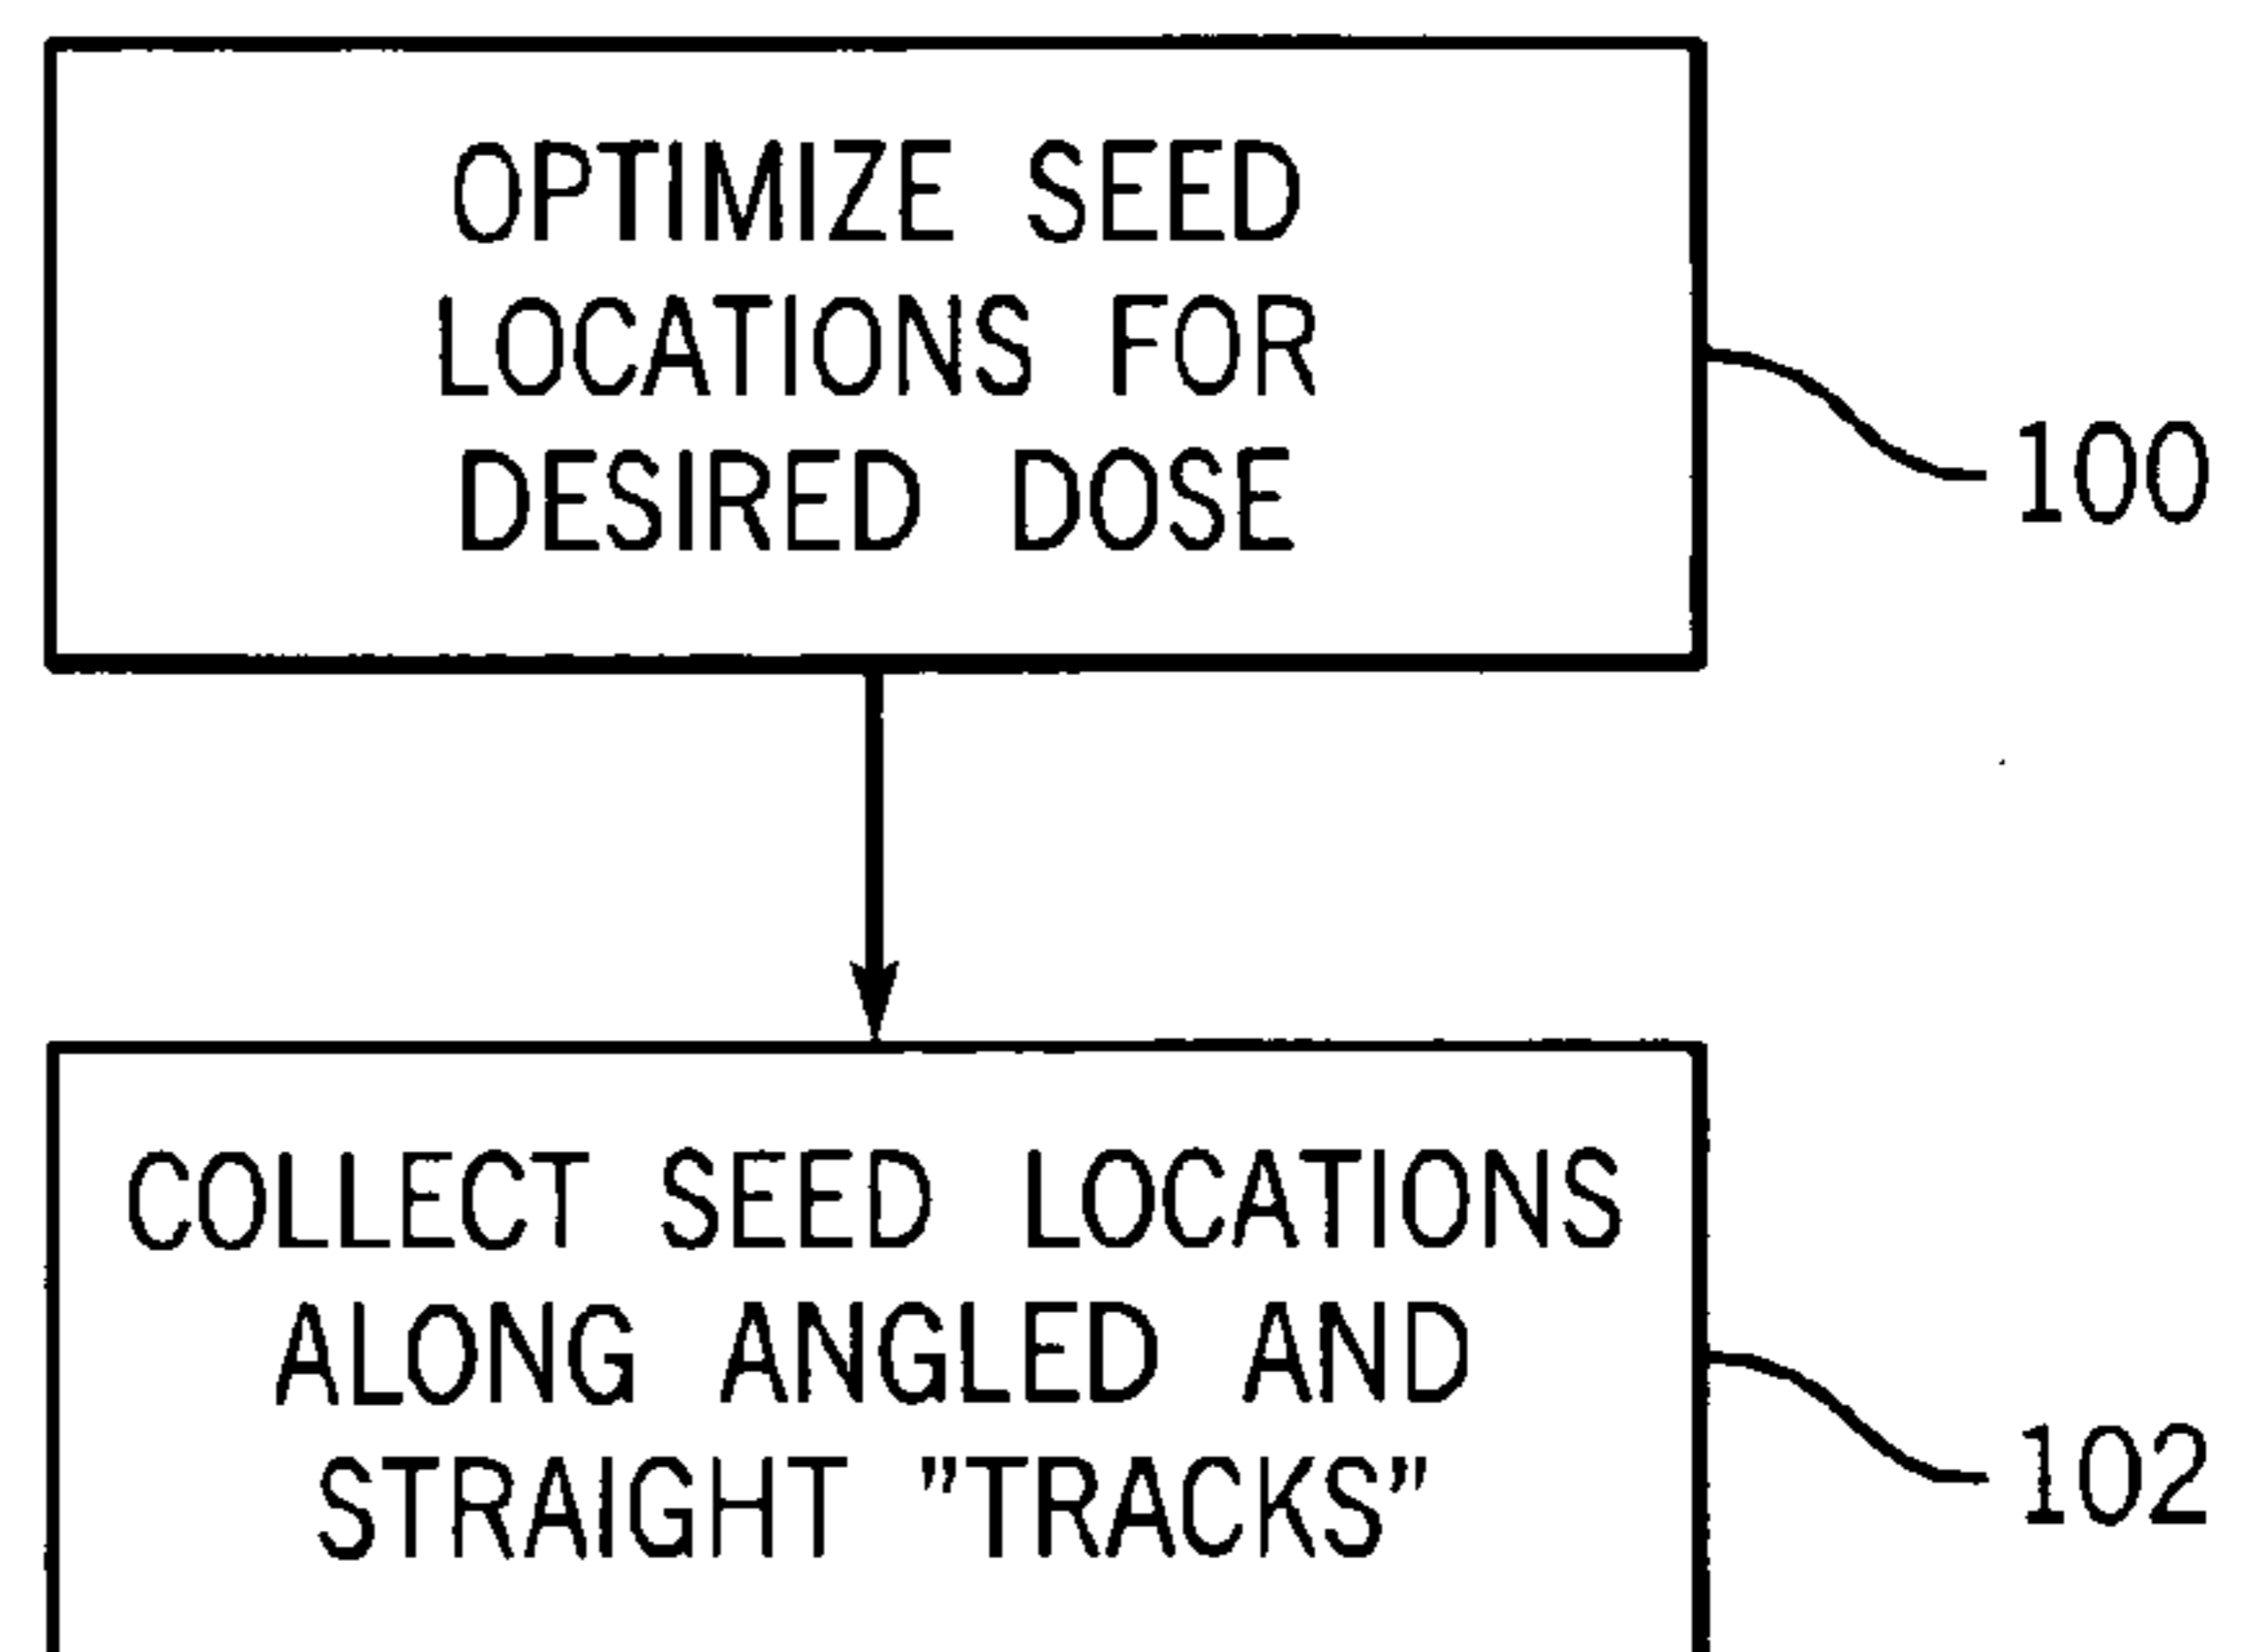 OPTIMIZE SEED
LOCATIONS FOR
DESIRED DOSE
100
COLLECT SEED LOCATIONS
ALONG ANGLED AND
STRAIGHT ”TRACKS”
102